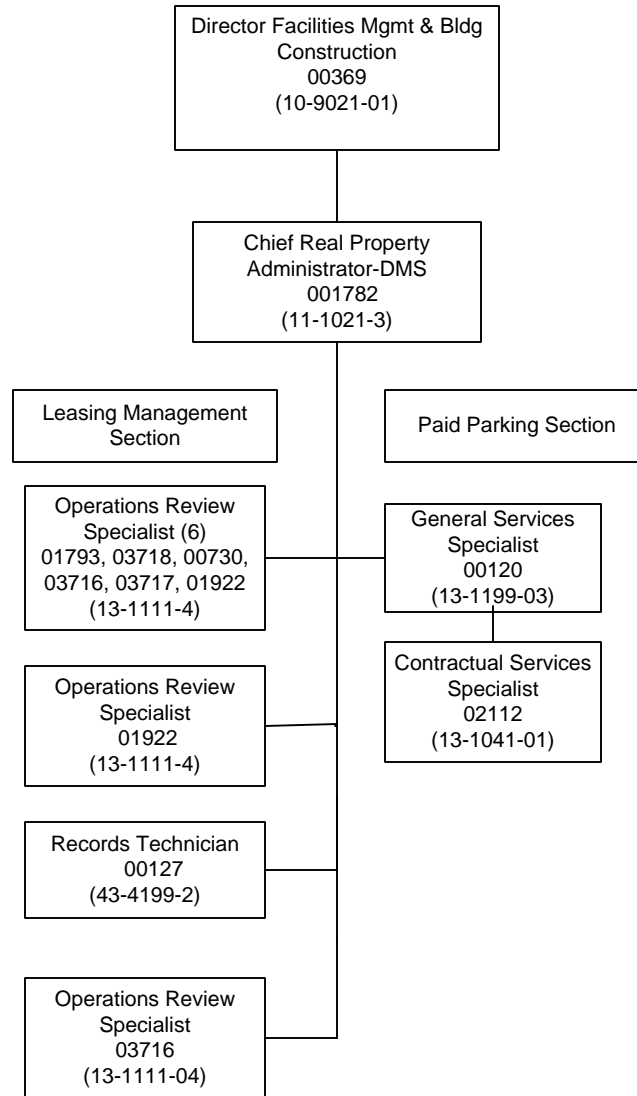 Director Facilities Mgmt & Bldg
Construction
00369
(10-9021-01)
Chief Real Property
Administrator-DMS
001782
(11-1021-3)
Leasing Management
Section
Paid Parking Section
Operations Review
Specialist (6)
01793, 03718, 00730,
03716, 03717, 01922
(13-1111-4)
General Services
Specialist
00120
(13-1199-03)
Operations Review
Specialist
01922
(13-1111-4)
Contractual Services
Specialist
02112
(13-1041-01)
Records Technician
00127
(43-4199-2)
Operations Review
Specialist
03716
(13-1111-04)